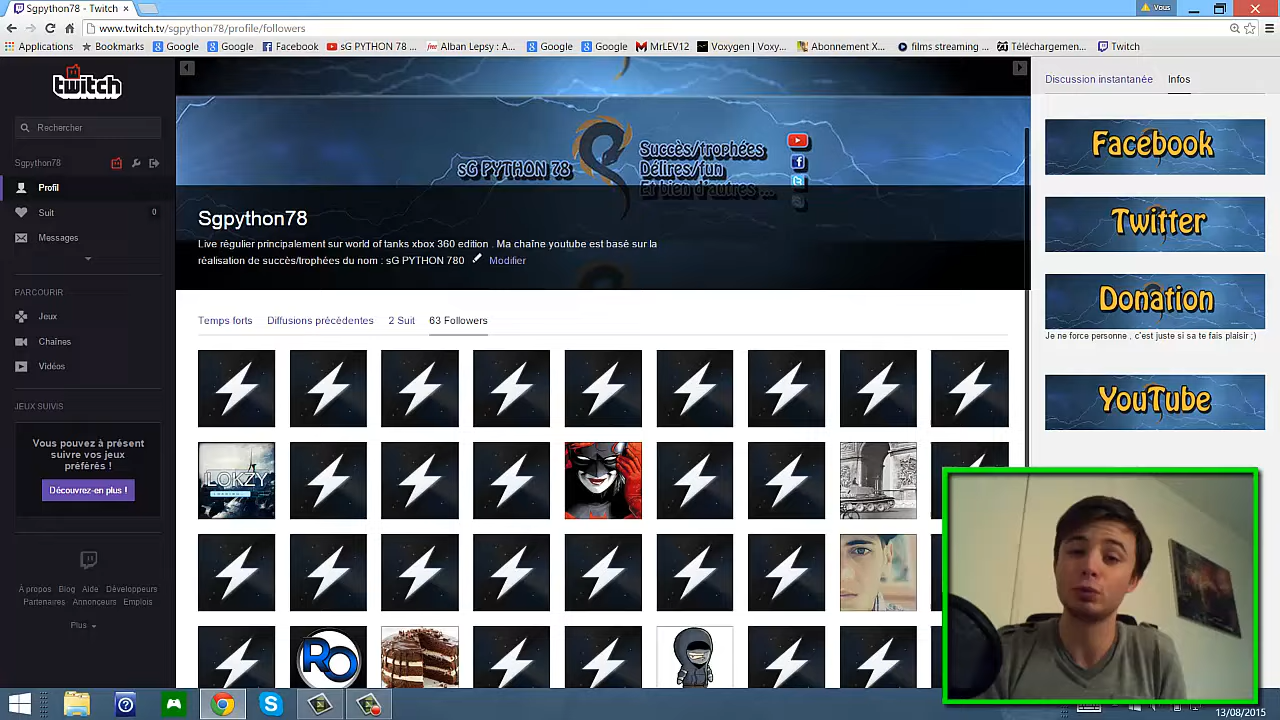 Sgpython78 - Twitch
Vous
www.twitch.tv/sgpython78/profile/followers
Applications Bookmarks Google Google Facebook sG PYTHON 78 ... Alban Lepsy : A... Google Google MrLEV12 Voxygen | Voxy... Abonnement X... films streaming ... Téléchargemen... Twitch
twitch
Rechercher
Sgpython78
Profil
Suit 0
Messages
PARCOURIR
Jeux
Chaînes
Vidéos
JEUX SUIVIS
Vous pouvez à présent
suivre vos jeux
préférés !
Découvrez-en plus !
À propos Blog Aide Développeurs
Partenaires Annonceurs Emplois
Plus
sG PYTHON 78
Succès/trophées
Délires/fun
Et bien d'autres ...
Sgpython78
Live régulier principalement sur world of tanks xbox 360 edition . Ma chaîne youtube est basé sur la
réalisation de succès/trophées du nom : sG PYTHON 780 Modifier
Temps forts Diffusions précédentes 2 Suit 63 Followers
LOKZY
RO
Discussion instantanée Infos
Facebook
Twitter
Donation
Je ne force personne , c'est juste si sa te fais plaisir ;)
YouTube
13/08/2015